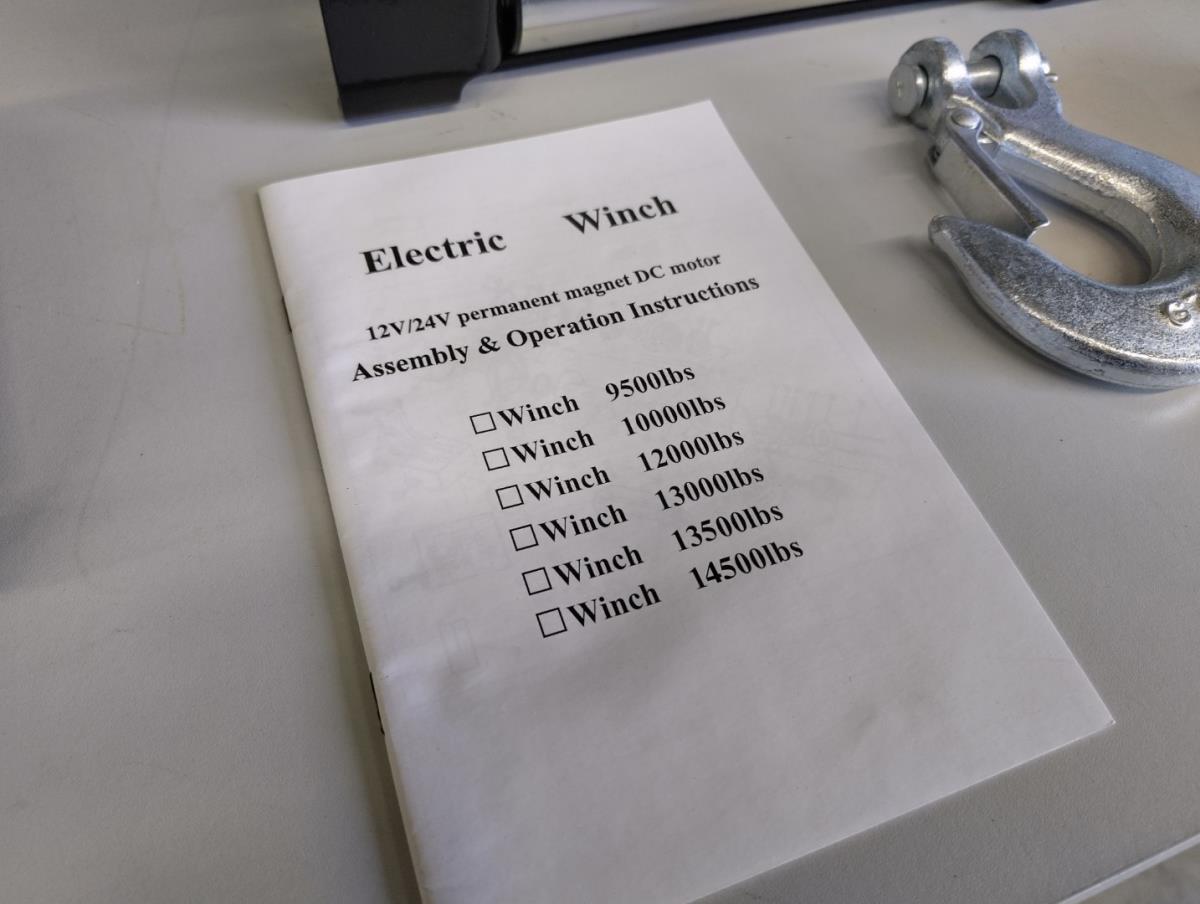 Electric Winch
12V/24V permanent magnet DC motor
Assembly & Operation Instructions
☐Winch 9500lbs
☐Winch 10000lbs
☐Winch 12000lbs
☐Winch 13000lbs
☐Winch 13500lbs
☐Winch 14500lbs